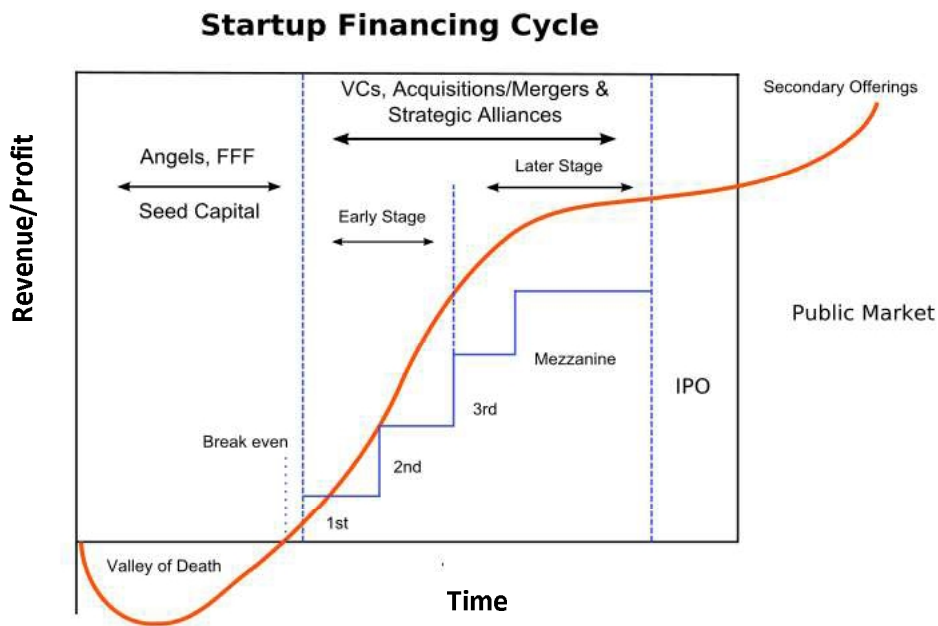 Startup Financing Cycle
VCs, Acquisitions/Mergers &
Strategic Alliances
Secondary Offerings
Angels, FFF
Later Stage
Seed Capital
Early Stage
Revenue/Profit
Public Market
Mezzanine
IPO
3rd
Break even
2nd
1st
Valley of Death
Time